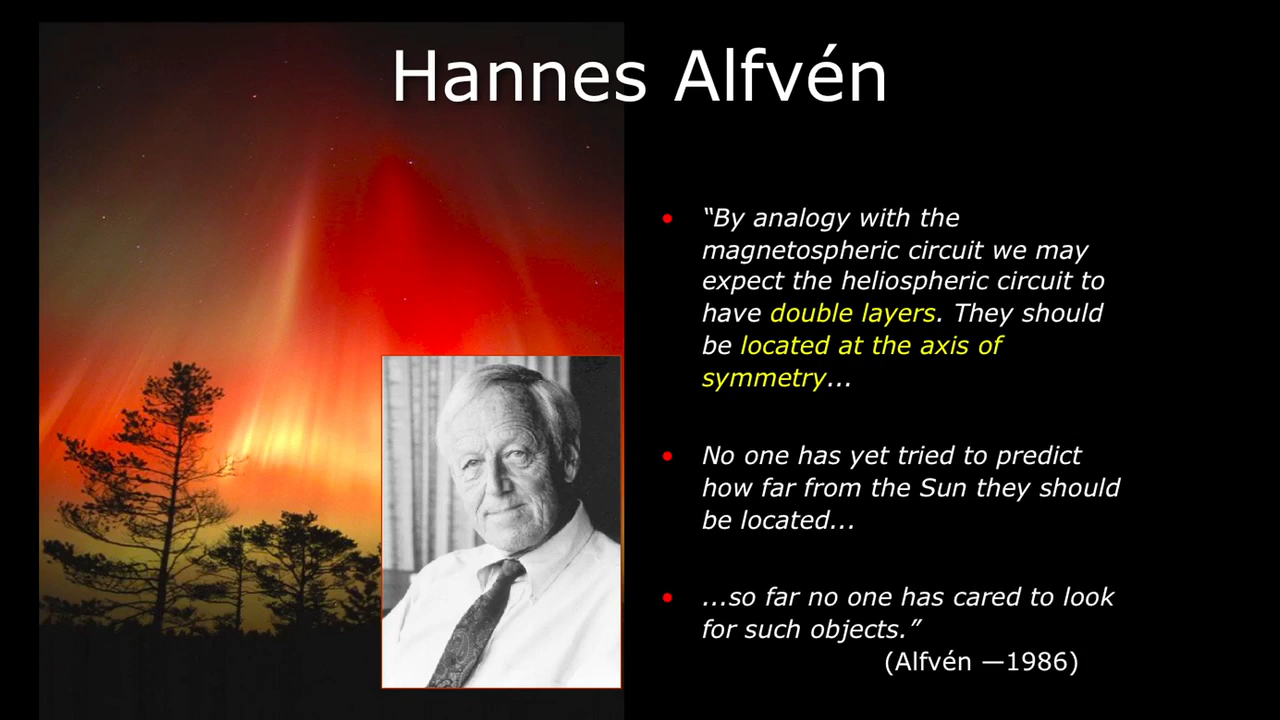 Hannes Alfvén
• “By analogy with the
magnetospheric circuit we may
expect the heliospheric circuit to
have double layers. They should
be located at the axis of
symmetry...
• No one has yet tried to predict
how far from the Sun they should
be located...
• ...so far no one has cared to look
for such objects.”
(Alfvén —1986)